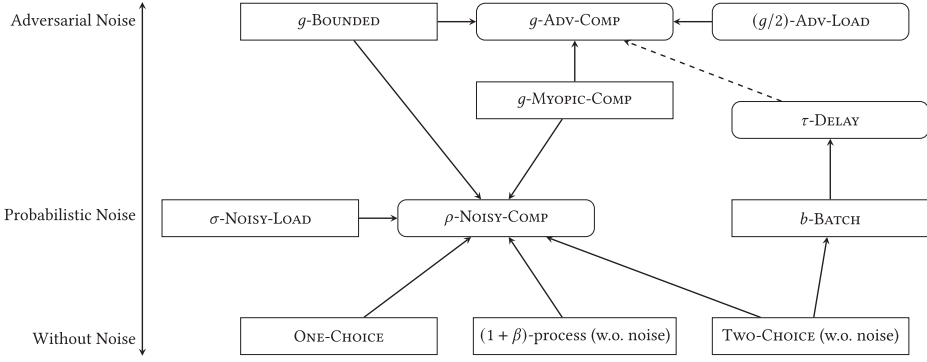 Adversarial Noise
g-Bounded
g-Adv-Comp
(g/2)-Adv-Load
g-Myopic-Comp
τ-Delay
Probabilistic Noise
σ-Noisy-Load
ρ-Noisy-Comp
b-Batch
Without Noise
One-Choice
(1 + β)-process (w.o. noise)
Two-Choice (w.o. noise)